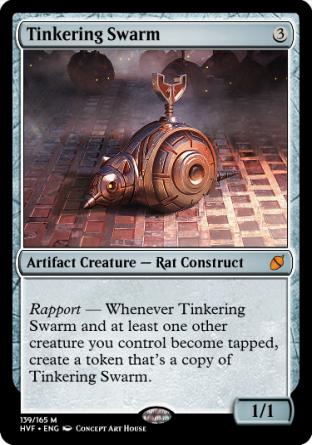 Tinkering Swarm 3
Artifact Creature — Rat Construct
Rapport — Whenever Tinkering
Swarm and at least one other
creature you control become tapped,
create a token that's a copy of
Tinkering Swarm.
1/1
139/165 M
HVF • ENG Concept Art House